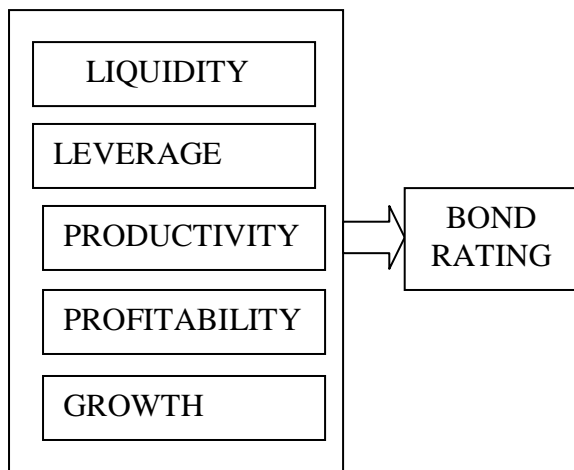 LIQUIDITY
LEVERAGE
PRODUCTIVITY
PROFITABILITY
GROWTH
BOND
RATING